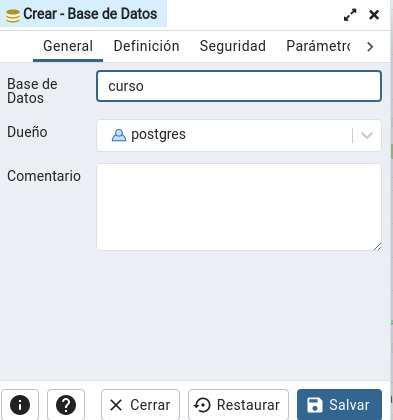 Crear - Base de Datos
General Definición Seguridad Parámetro
Base de
Datos
curso
Dueño
postgres
Comentario
Cerrar Restaurar Salvar